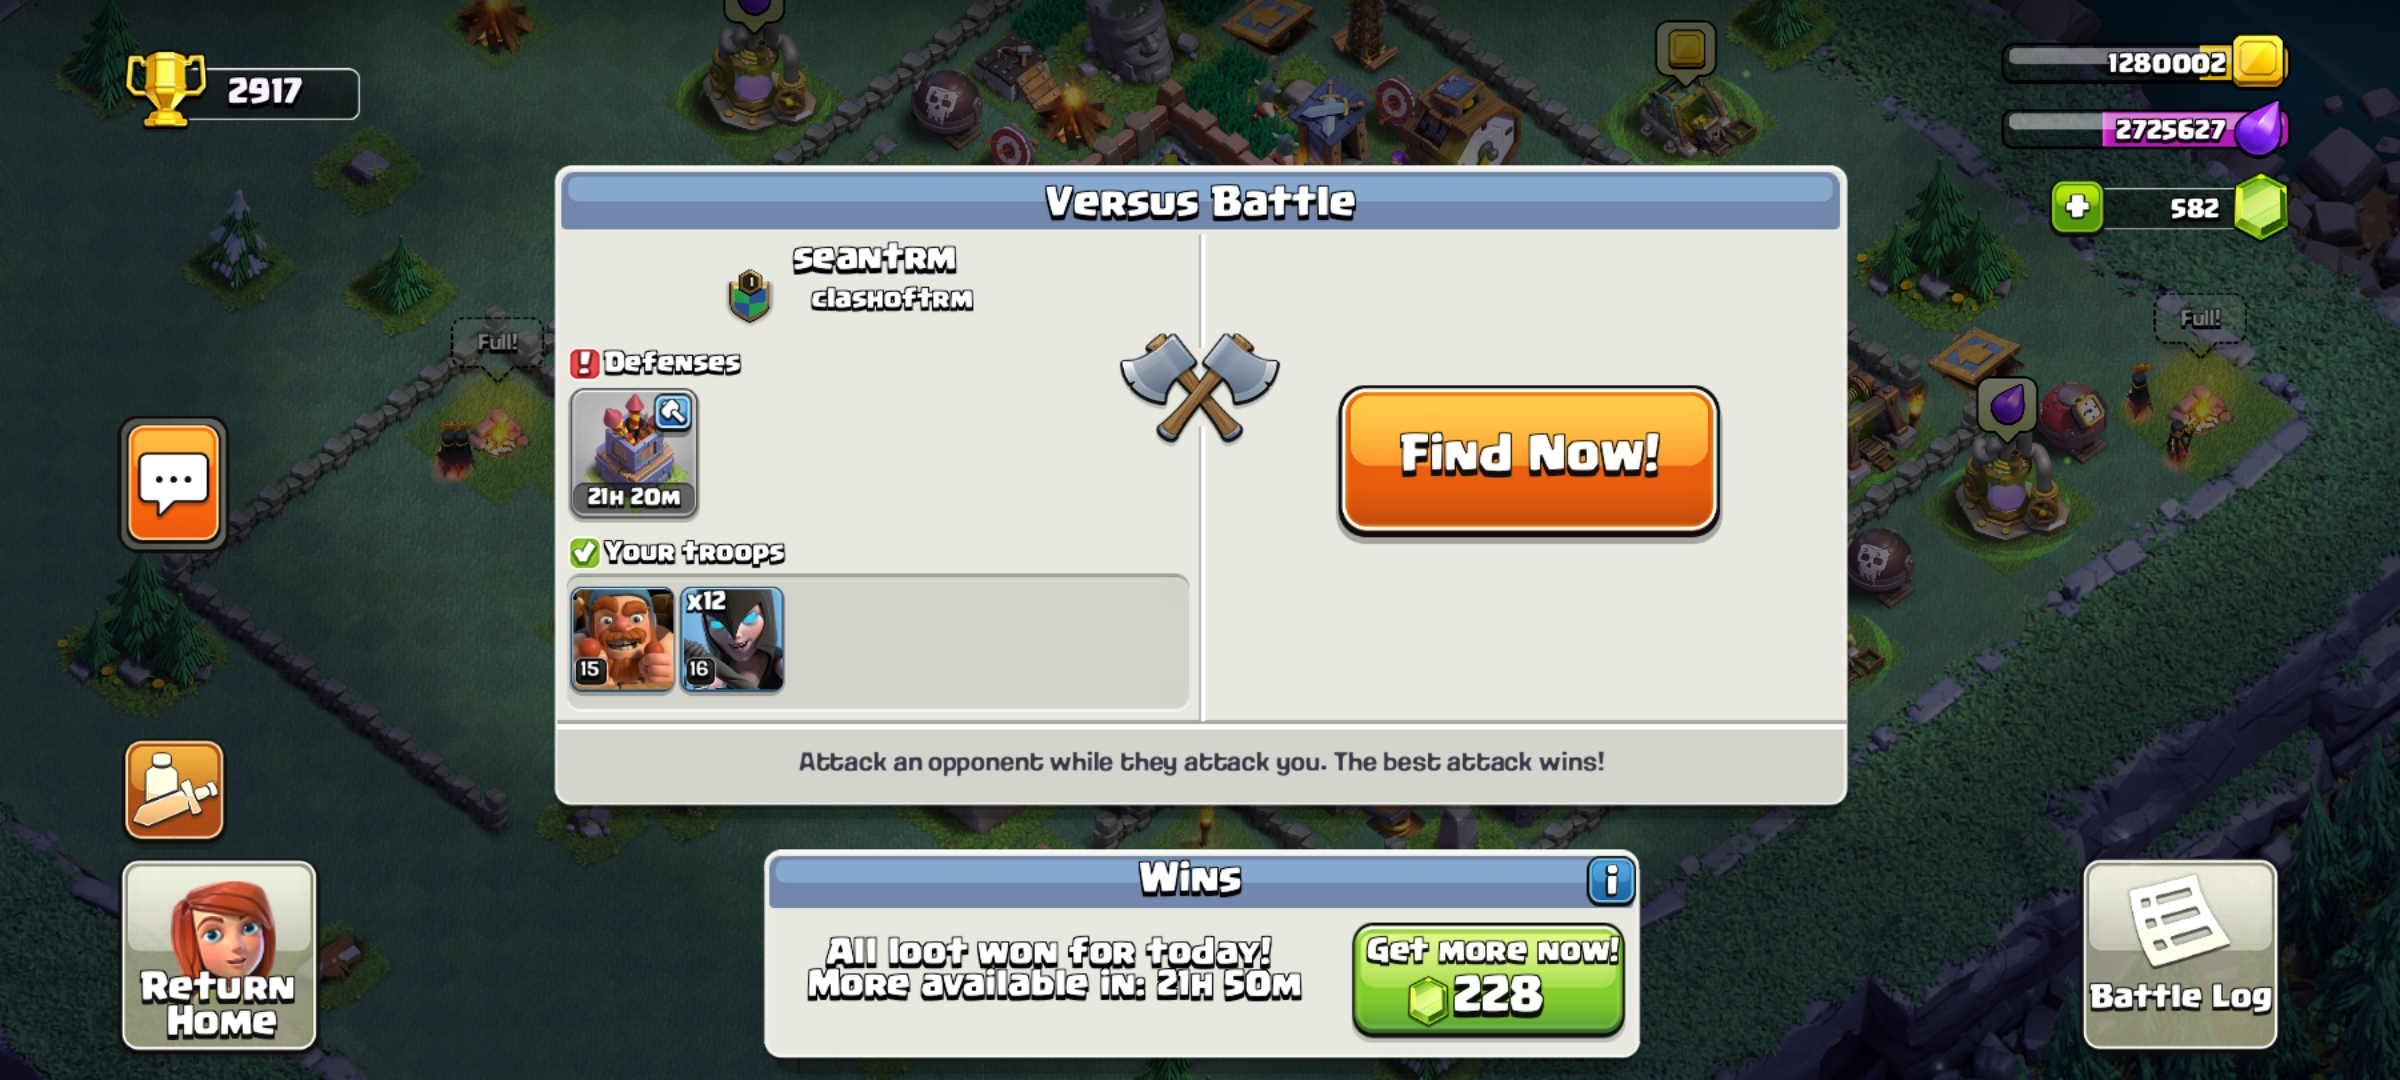 2917
1280002
2725627
582
Versus Battle
seantrm
clashoftrm
Full!
Full!
Defenses
21H 20M
Find Now!
Your troops
15
x12
16
Attack an opponent while they attack you. The best attack wins!
Wins
All loot won for today!
More available in: 21H 50M
Get more now!
228
Return
Home
Battle Log